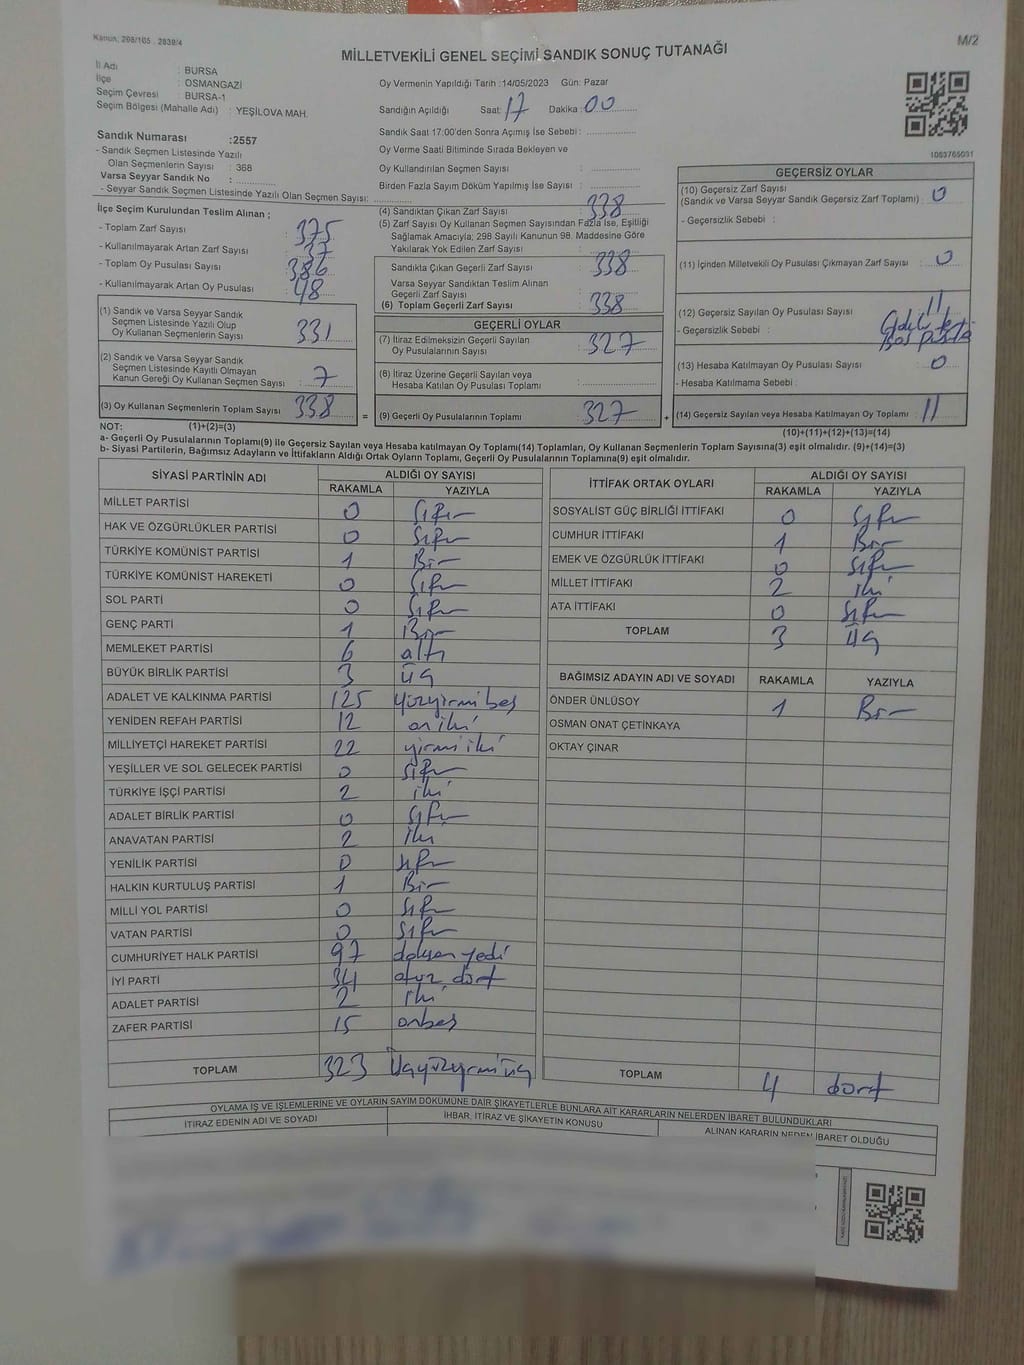 Kanun: 298/105 , 2839/4
M/2
MİLLETVEKİLİ GENEL SEÇİMİ SANDIK SONUÇ TUTANAĞI
İl Adı : BURSA
İlçe : OSMANGAZİ
Seçim Çevresi : BURSA-1
Seçim Bölgesi (Mahalle Adı) : YEŞİLOVA MAH.
Sandık Numarası :2557
- Sandık Seçmen Listesinde Yazılı
Olan Seçmenlerin Sayısı : 368
Varsa Seyyar Sandık No :
- Seyyar Sandık Seçmen Listesinde Yazılı Olan Seçmen Sayısı:
Oy Vermenin Yapıldığı Tarih :14/05/2023 Gün: Pazar
Sandığın Açıldığı Saat: 17 Dakika : 00
Sandık Saat 17:00'den Sonra Açılmış İse Sebebi :
Oy Verme Saati Bitiminde Sırada Bekleyen ve
Oy Kullandırılan Seçmen Sayısı :
Birden Fazla Sayım Döküm Yapılmış İse Sayısı :
1053765031
İlçe Seçim Kurulundan Teslim Alınan ;
- Toplam Zarf Sayısı : 375
- Kullanılmayarak Artan Zarf Sayısı : 37
- Toplam Oy Pusulası Sayısı : 386
- Kullanılmayarak Artan Oy Pusulası : 48
(1) Sandık ve Varsa Seyyar Sandık
Seçmen Listesinde Yazılı Olup
Oy Kullanan Seçmenlerin Sayısı : 331
(2) Sandık ve Varsa Seyyar Sandık
Seçmen Listesinde Kayıtlı Olmayan
Kanun Gereği Oy Kullanan Seçmen Sayısı : 7
(3) Oy Kullanan Seçmenlerin Toplam Sayısı : 338
(4) Sandıktan Çıkan Zarf Sayısı : 338
(5) Zarf Sayısı Oy Kullanan Seçmen Sayısından Fazla İse, Eşitliği
Sağlamak Amacıyla; 298 Sayılı Kanunun 98. Maddesine Göre
Yakılarak Yok Edilen Zarf Sayısı :
Sandıkta Çıkan Geçerli Zarf Sayısı : 338
Varsa Seyyar Sandıktan Teslim Alınan
Geçerli Zarf Sayısı :
(6) Toplam Geçerli Zarf Sayısı : 338
GEÇERLİ OYLAR
(7) İtiraz Edilmeksizin Geçerli Sayılan
Oy Pusulalarının Sayısı : 327
(8) İtiraz Üzerine Geçerli Sayılan veya
Hesaba Katılan Oy Pusulası Toplamı :
= (9) Geçerli Oy Pusulalarının Toplamı : 327 +
GEÇERSİZ OYLAR
(10) Geçersiz Zarf Sayısı
(Sandık ve Varsa Seyyar Sandık Geçersiz Zarf Toplamı) : 0
- Geçersizlik Sebebi :
(11) İçinden Milletvekili Oy Pusulası Çıkmayan Zarf Sayısı : 0
(12) Geçersiz Sayılan Oy Pusulası Sayısı : 11
- Geçersizlik Sebebi :
(13) Hesaba Katılmayan Oy Pusulası Sayısı : 0
- Hesaba Katılmama Sebebi :
(14) Geçersiz Sayılan veya Hesaba Katılmayan Oy Toplamı : 11
NOT: (1)+(2)=(3)
(10)+(11)+(12)+(13)=(14)
a- Geçerli Oy Pusulalarının Toplamı(9) ile Geçersiz Sayılan veya Hesaba katılmayan Oy Toplamı(14) Toplamları, Oy Kullanan Seçmenlerin Toplam Sayısına(3) eşit olmalıdır. (9)+(14)=(3)
b- Siyasi Partilerin, Bağımsız Adayların ve İttifakların Aldığı Ortak Oyların Toplamı, Geçerli Oy Pusulalarının Toplamına(9) eşit olmalıdır.
SİYASİ PARTİNİN ADI ALDIĞI OY SAYISI
RAKAMLA YAZIYLA
MİLLET PARTİSİ 0 Sıfır
HAK VE ÖZGÜRLÜKLER PARTİSİ 0 Sıfır
TÜRKİYE KOMÜNİST PARTİSİ 1 Bir
TÜRKİYE KOMÜNİST HAREKETİ 0 Sıfır
SOL PARTİ 0 Sıfır
GENÇ PARTİ 1 Bir
MEMLEKET PARTİSİ 6 altı
BÜYÜK BİRLİK PARTİSİ 3 üç
ADALET VE KALKINMA PARTİSİ 125 yüzyirmibeş
YENİDEN REFAH PARTİSİ 12 oniki
MİLLİYETÇİ HAREKET PARTİSİ 22 yirmiiki
YEŞİLLER VE SOL GELECEK PARTİSİ 0 Sıfır
TÜRKİYE İŞÇİ PARTİSİ 2 iki
ADALET BİRLİK PARTİSİ 0 Sıfır
ANAVATAN PARTİSİ 2 iki
YENİLİK PARTİSİ 0 Sıfır
HALKIN KURTULUŞ PARTİSİ 1 Bir
MİLLİ YOL PARTİSİ 0 Sıfır
VATAN PARTİSİ 0 Sıfır
CUMHURİYET HALK PARTİSİ 97 doksan yedi
İYİ PARTİ 34 otuz dört
ADALET PARTİSİ 2 iki
ZAFER PARTİSİ 15 onbeş
TOPLAM 323 Üçyüzyirmiüç
İTTİFAK ORTAK OYLARI ALDIĞI OY SAYISI
RAKAMLA YAZIYLA
SOSYALİST GÜÇ BİRLİĞİ İTTİFAKI 0 Sıfır
CUMHUR İTTİFAKI 1 Bir
EMEK VE ÖZGÜRLÜK İTTİFAKI 0 Sıfır
MİLLET İTTİFAKI 2 iki
ATA İTTİFAKI 0 Sıfır
TOPLAM 3 Üç
BAĞIMSIZ ADAYIN ADI VE SOYADI RAKAMLA YAZIYLA
ÖNDER ÜNLÜSOY 1 Bir
OSMAN ONAT ÇETİNKAYA
OKTAY ÇINAR
TOPLAM 4 dört
OYLAMA İŞ VE İŞLEMLERİNE VE OYLARIN SAYIM DÖKÜMÜNE DAİR ŞİKAYETLERLE BUNLARA AİT KARARLARIN NELERDEN İBARET BULUNDUKLARI
İTİRAZ EDENİN ADI VE SOYADI İHBAR, İTİRAZ VE ŞİKAYETİN KONUSU ALINAN KARARIN NEDEN İBARET OLDUĞU